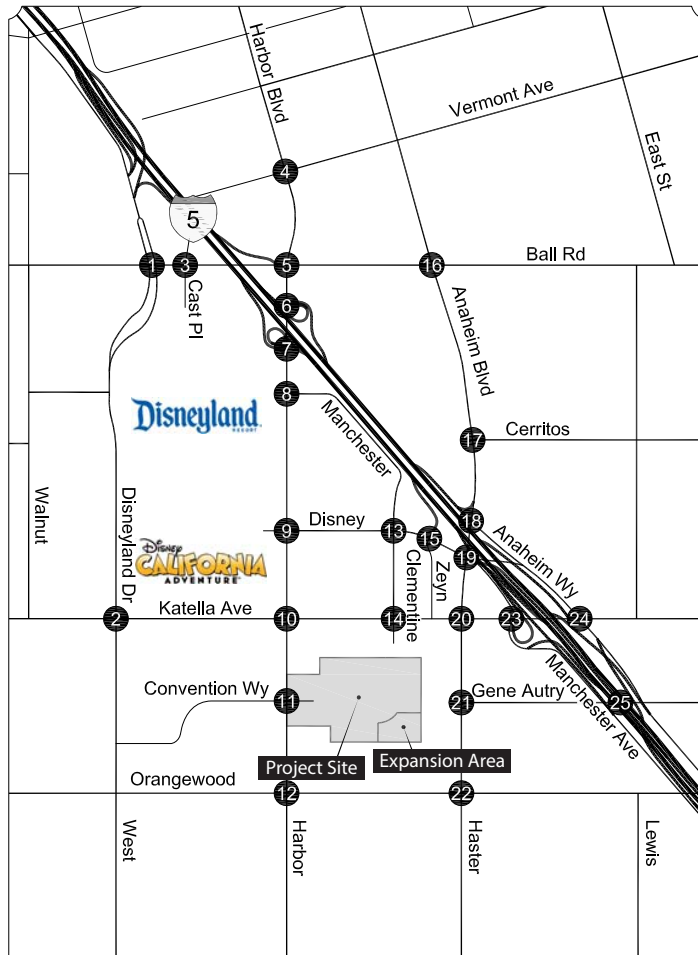 Harbor Blvd
Vermont Ave
East St
4
5
1
3
5
16
Ball Rd
Cast Pl
6
7
Anaheim Blvd
8
Disneyland
RESORT
Manchester
17
Cerritos
Walnut
Disneyland Dr
9
Disney
13
15
18
19
Anaheim Wy
Disney
CALIFORNIA
ADVENTURE
Clementine
Zeyn
2
Katella Ave
10
14
20
23
24
Convention Wy
11
21
Gene Autry
25
Manchester Ave
Project Site
Expansion Area
Orangewood
12
22
West
Harbor
Haster
Lewis